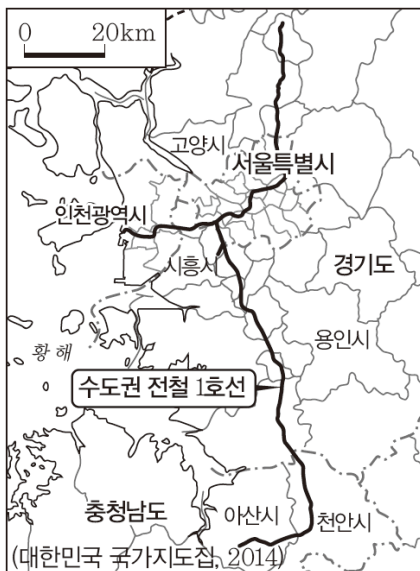 0 20km
고양시
서울특별시
인천광역시
시흥시
경기도
황해
용인시
수도권 전철 1호선
충청남도
아산시
천안시
(대한민국 국가지도집, 2014)